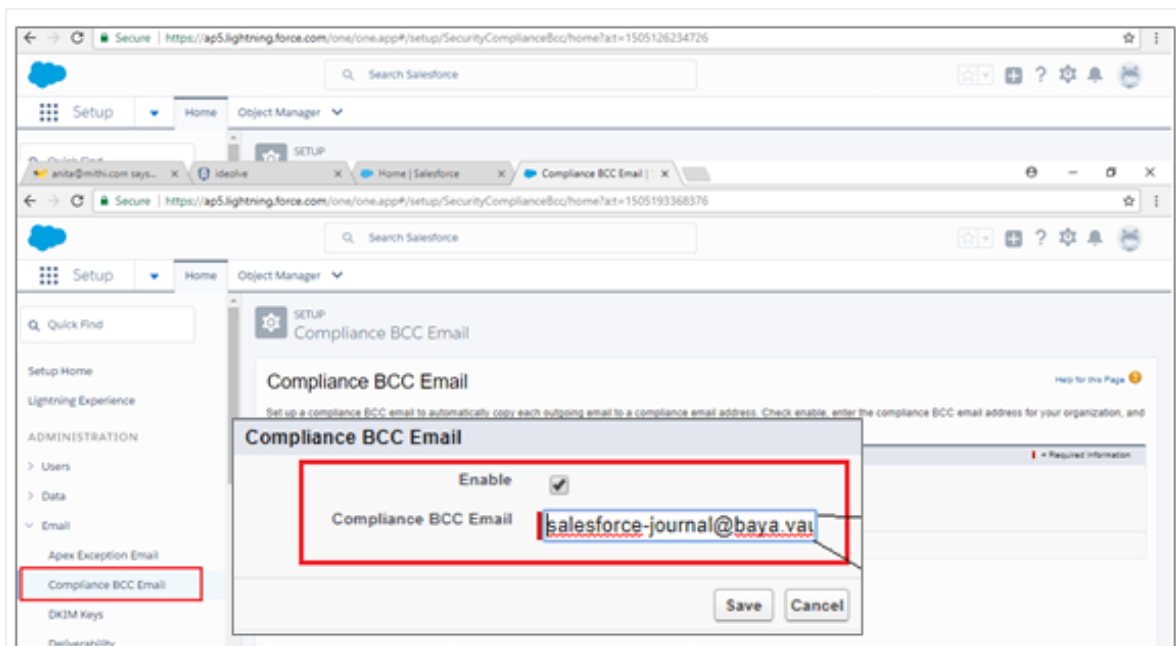 Secure | https://ap5.lightning.force.com/one/one.app#/setup/SecurityComplianceBcc/home?a:t=1505126234726
Search Salesforce
Setup Home Object Manager
SETUP
anita@mithi.com says... ideolve Home | Salesforce Compliance BCC Email |
Secure | https://ap5.lightning.force.com/one/one.app#/setup/SecurityComplianceBcc/home?a:t=1505193368376
Search Salesforce
Setup Home Object Manager
Quick Find
SETUP
Compliance BCC Email
Setup Home
Lightning Experience
ADMINISTRATION
Users
Data
Email
Apex Exception Email
Compliance BCC Email
DKIM Keys
Deliverability
Compliance BCC Email
Help for this Page
Set up a compliance BCC email to automatically copy each outgoing email to a compliance email address. Check enable, enter the compliance BCC email address for your organization, and
= Required Information
Compliance BCC Email
Enable
Compliance BCC Email salesforce-journal@baya.vau
Save Cancel